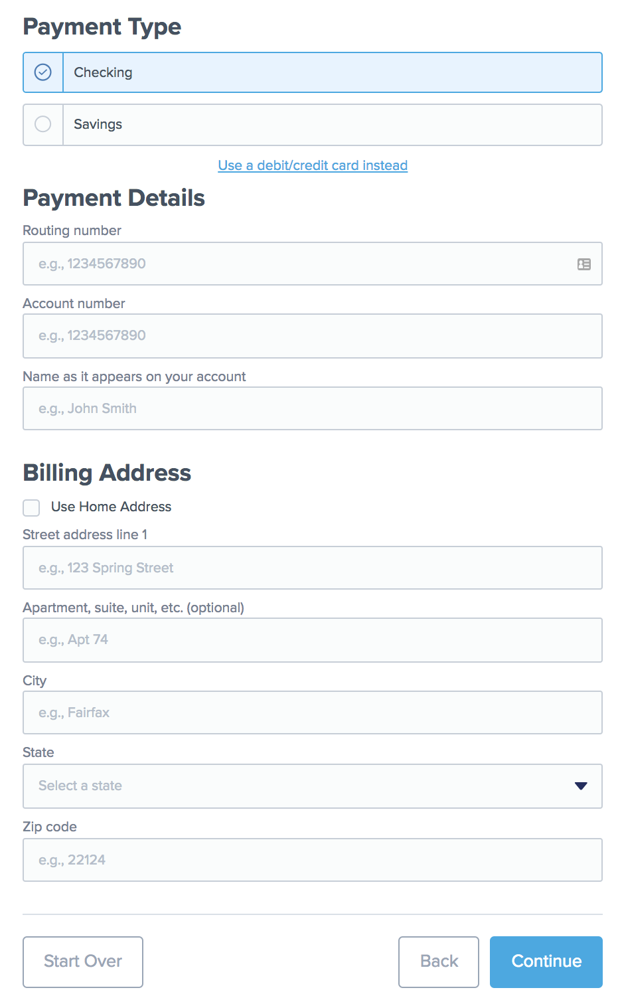 Payment Type
Checking
Savings
Use a debit/credit card instead
Payment Details
Routing number
e.g., 1234567890
Account number
e.g., 1234567890
Name as it appears on your account
e.g., John Smith
Billing Address
Use Home Address
Street address line 1
e.g., 123 Spring Street
Apartment, suite, unit, etc. (optional)
e.g., Apt 74
City
e.g., Fairfax
State
Select a state
Zip code
e.g., 22124
Start Over Back Continue